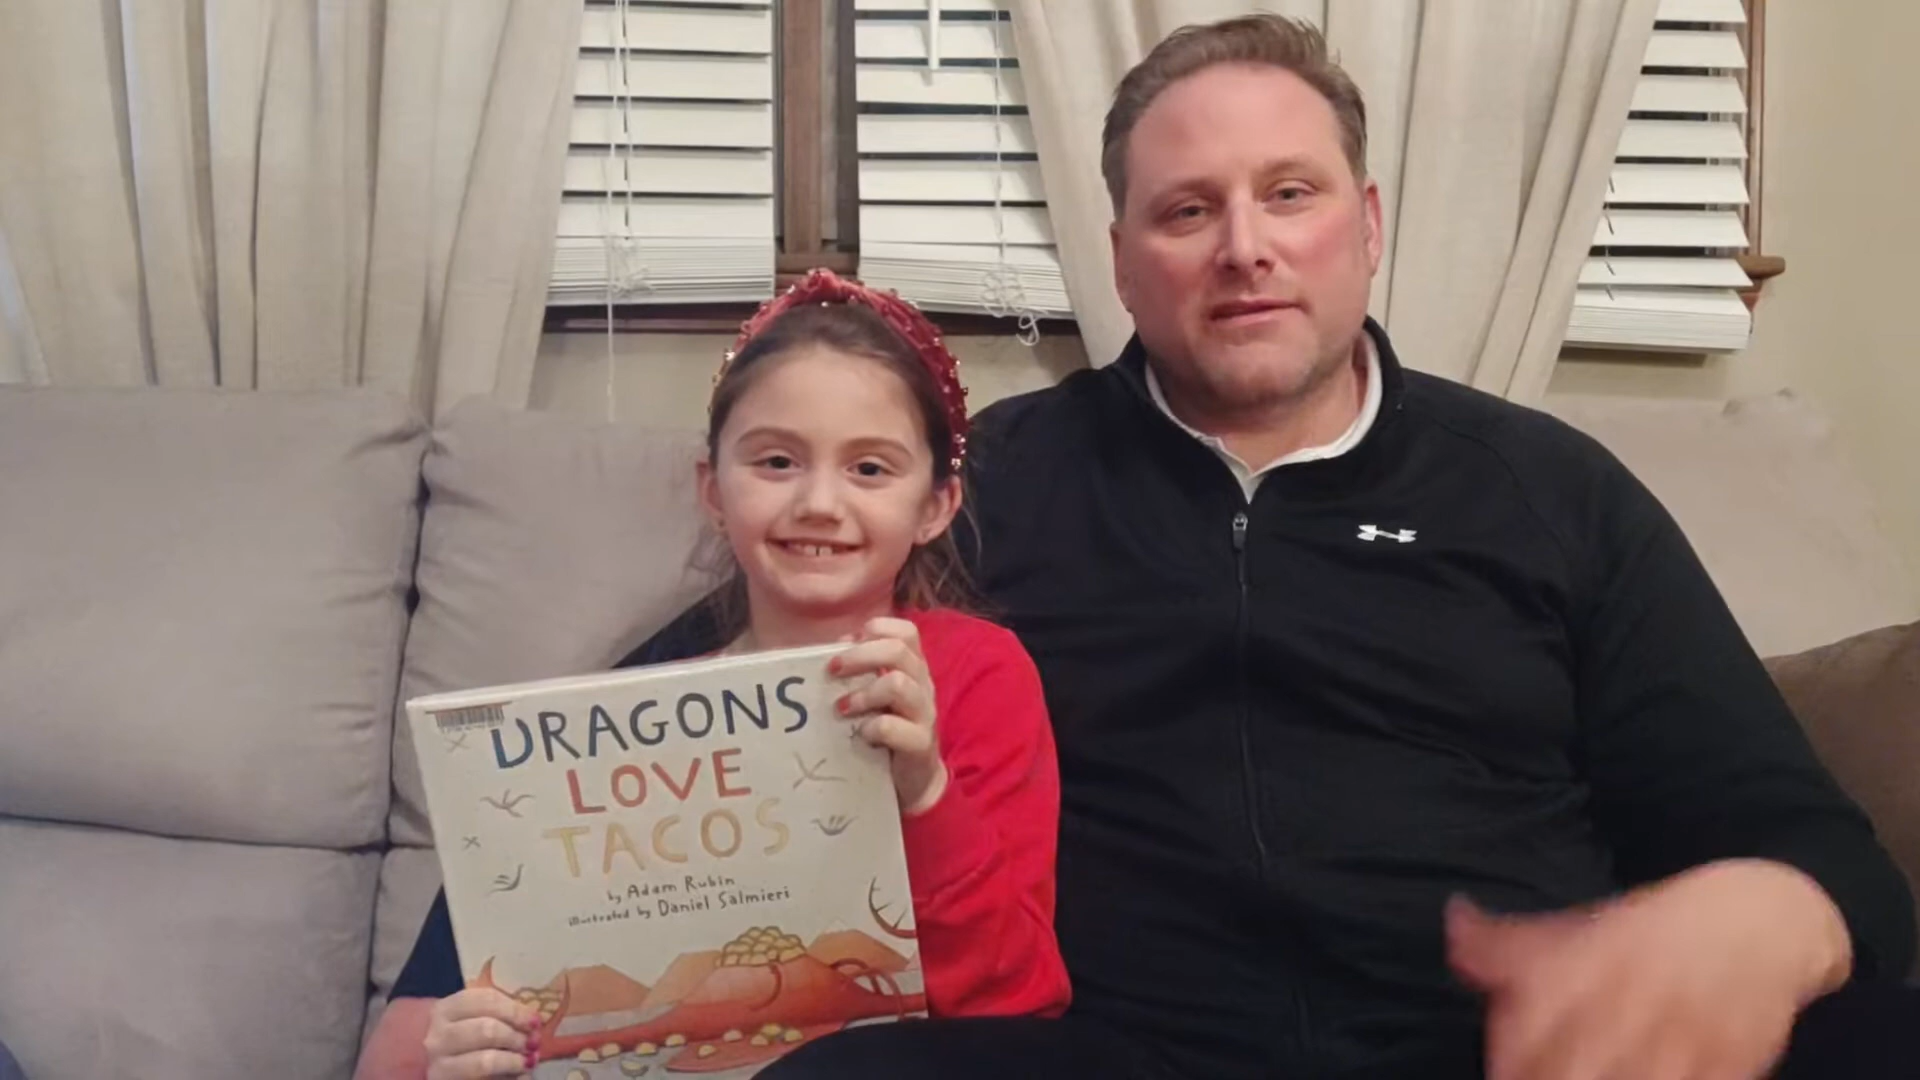 DRAGONS
LOVE
TACOS
by Adam Rubin
illustrated by Daniel Salmieri